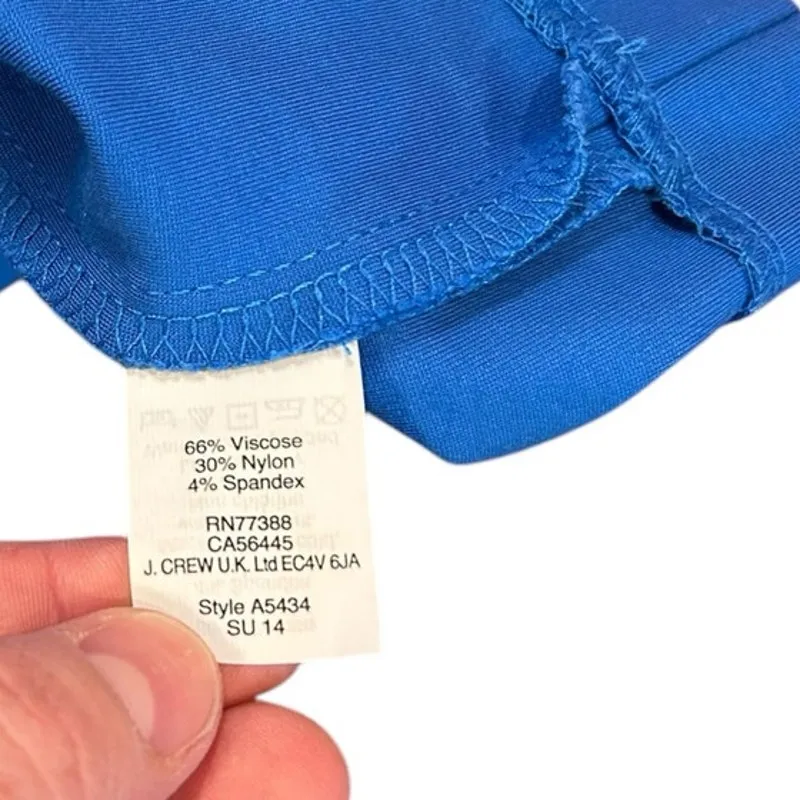 66% Viscose
30% Nylon
4% Spandex
RN77388
CA56445
J. CREW U.K. Ltd EC4V 6JA
Style A5434
SU 14